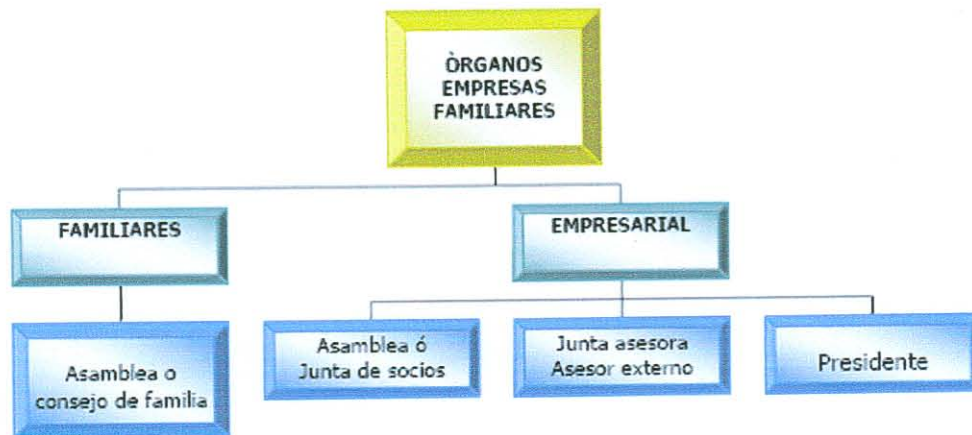 ÒRGANOS
EMPRESAS
FAMILIARES
FAMILIARES
EMPRESARIAL
Asamblea o
consejo de familia
Asamblea ó
Junta de socios
Junta asesora
Asesor externo
Presidente